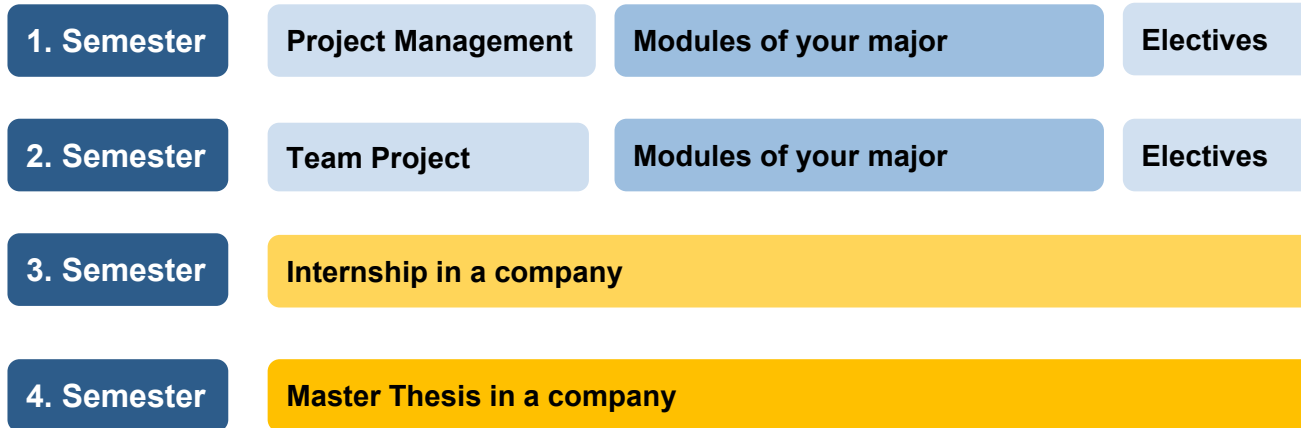 1. Semester Project Management Modules of your major Electives
2. Semester Team Project Modules of your major Electives
3. Semester Internship in a company
4. Semester Master Thesis in a company